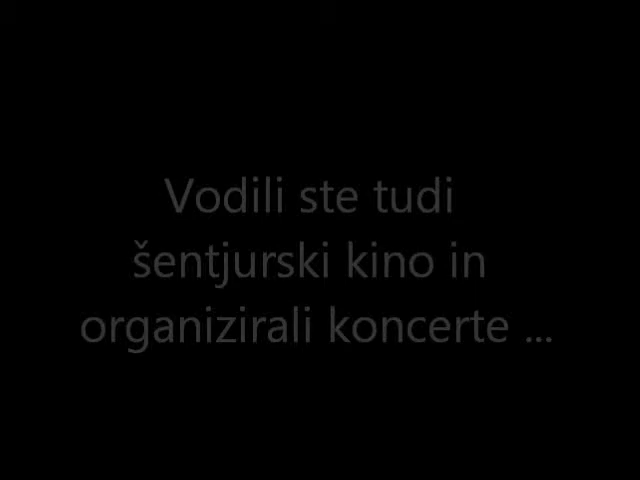 Vodili ste tudi
šentjurski kino in
organizirali koncerte ...